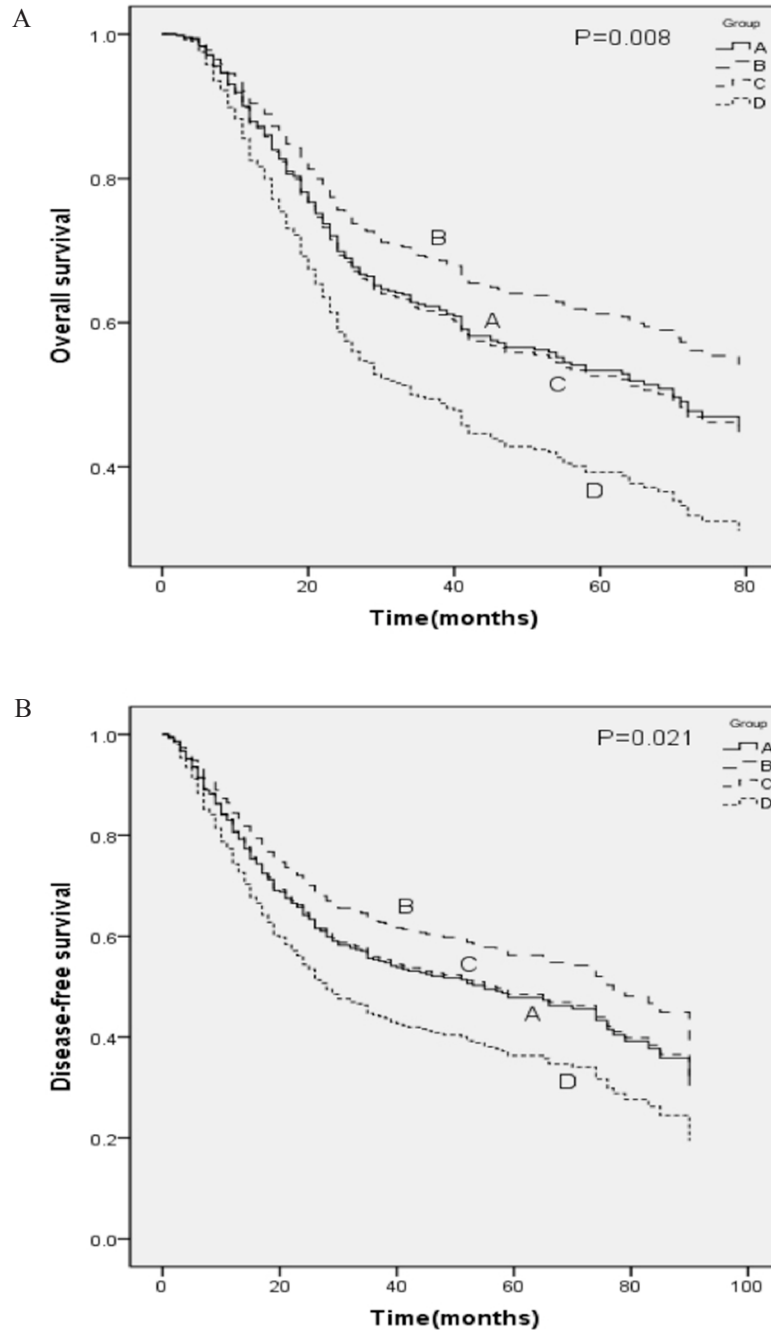 A
P=0.008
Group
A
B
C
D
1.0
0.8
0.6
0.4
B
A
C
D
Overall survival
0
20
40
60
80
Time(months)
B
P=0.021
Group
A
B
C
D
1.0
0.8
0.6
0.4
0.2
0.0
B
C
A
D
Disease-free survival
0
20
40
60
80
100
Time(months)